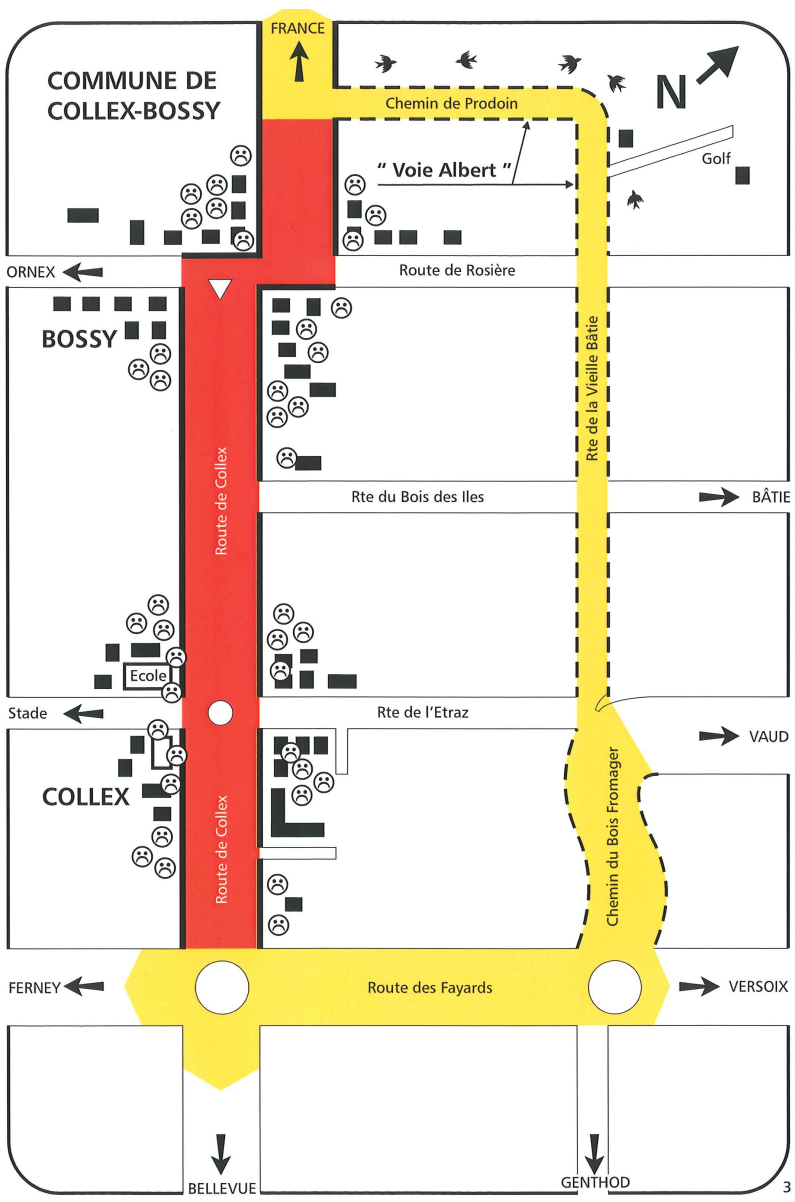 FRANCE
COMMUNE DE
COLLEX-BOSSY
Chemin de Prodoin
N
" Voie Albert "
Golf
ORNEX
Route de Rosière
BOSSY
Rte de la Vieille Bâtie
Route de Collex
Rte du Bois des Iles
BÂTIE
Ecole
Stade
Rte de l'Etraz
VAUD
COLLEX
Route de Collex
Chemin du Bois Fromager
FERNEY
Route des Fayards
VERSOIX
BELLEVUE
GENTHOD
3